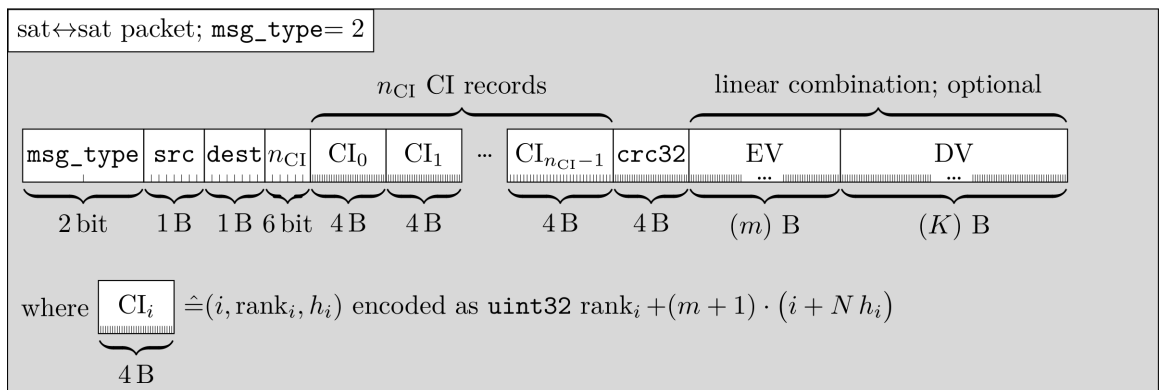 sat↔sat packet; msg_type= 2
n_CI CI records
linear combination; optional
msg_type src dest n_CI CI_0 CI_1 ... CI_{n_CI−1} crc32 EV ... DV ...
2 bit 1 B 1 B 6 bit 4 B 4 B 4 B 4 B (m) B (K) B
where CI_i ≙(i, rank_i, h_i) encoded as uint32 rank_i +(m + 1) · (i + N h_i)
4 B